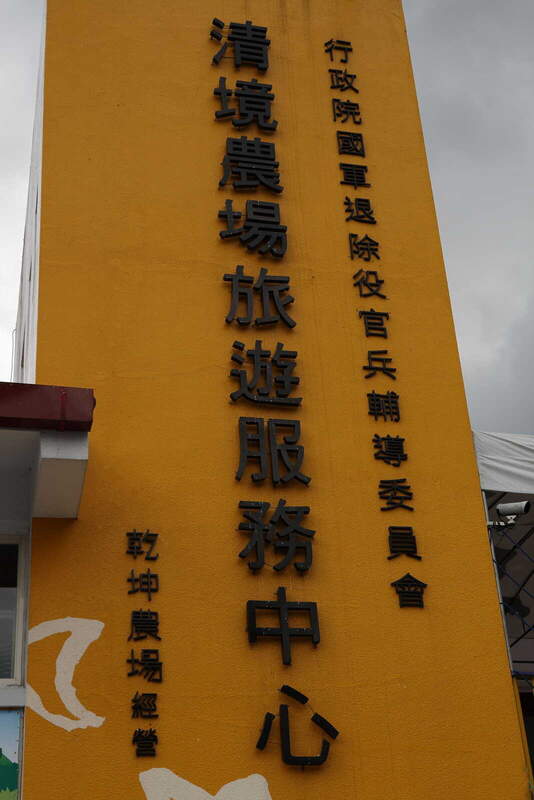 行政院國軍退除役官兵輔導委員會
清境農場旅遊服務中心
乾坤農場經營